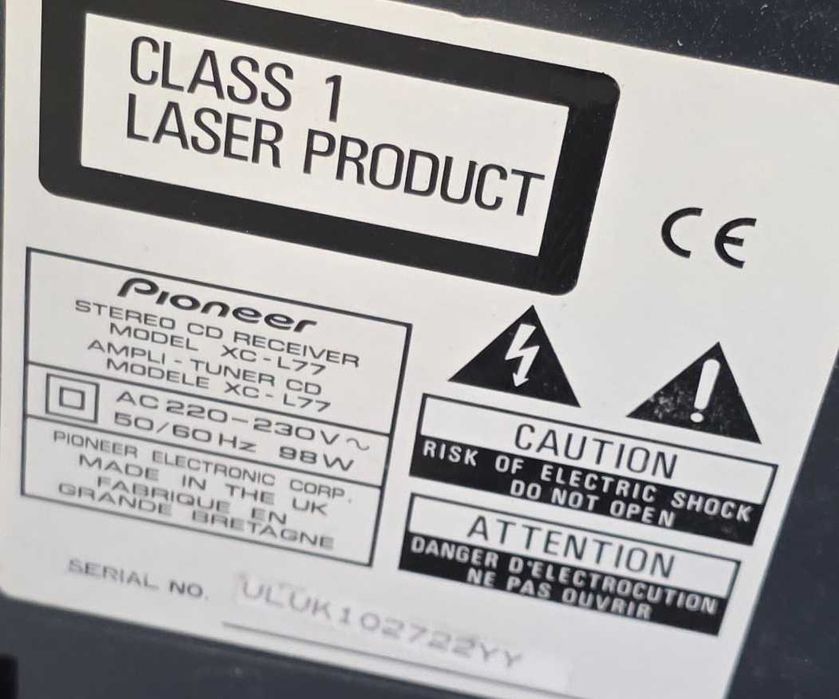 CLASS 1
LASER PRODUCT
CE
Pioneer
STEREO CD RECEIVER
MODEL XC-L77
AMPLI-TUNER CD
MODELE XC-L77
AC 220-230V~
50/60Hz 98W
PIONEER ELECTRONIC CORP.
MADE IN THE UK
FABRIQUE EN
GRANDE BRETAGNE
!
CAUTION
RISK OF ELECTRIC SHOCK
DO NOT OPEN
ATTENTION
DANGER D'ELECTROCUTION
NE PAS OUVRIR
SERIAL NO. ULUK102722YY